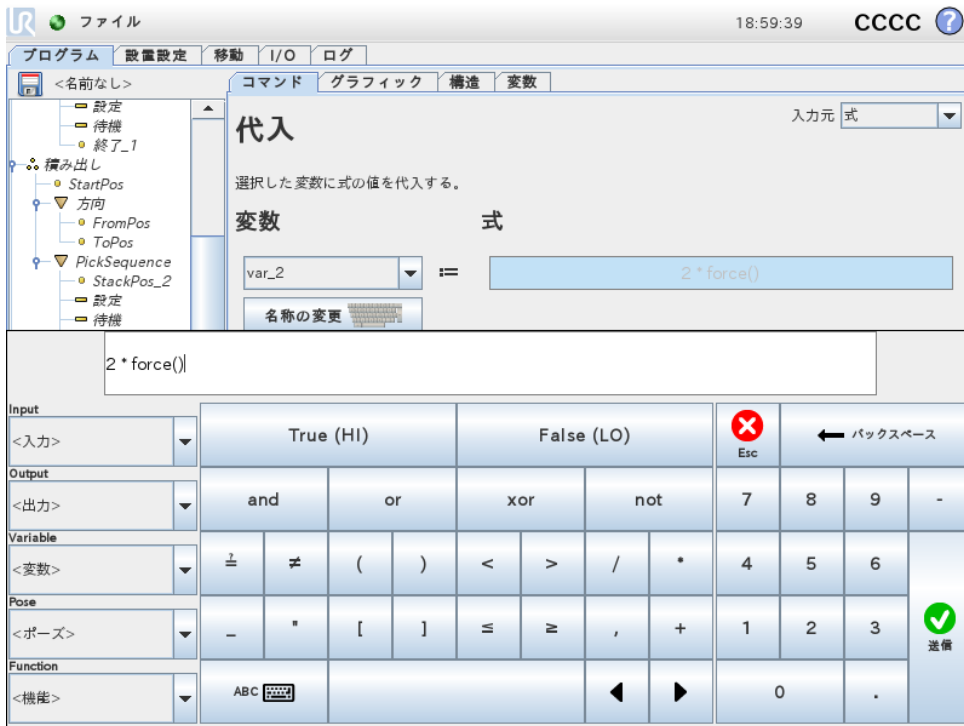 UR ファイル 18:59:39 CCCC ?
プログラム 設置設定 移動 I/O ログ
<名前なし>
設定
待機
終了_1
積み出し
StartPos
方向
FromPos
ToPos
PickSequence
StackPos_2
設定
待機
コマンド グラフィック 構造 変数
代入
入力元 式
選択した変数に式の値を代入する。
変数 式
var_2 := 2 * force()
名称の変更
2 * force()
Input
<入力> True (HI) False (LO) Esc バックスペース
Output
<出力> and or xor not 7 8 9 -
Variable
<変数> ≟ ≠ ( ) < > / * 4 5 6
Pose
<ポーズ> _ " [ ] ≤ ≥ , + 1 2 3 送信
Function
<機能> ABC 0 .